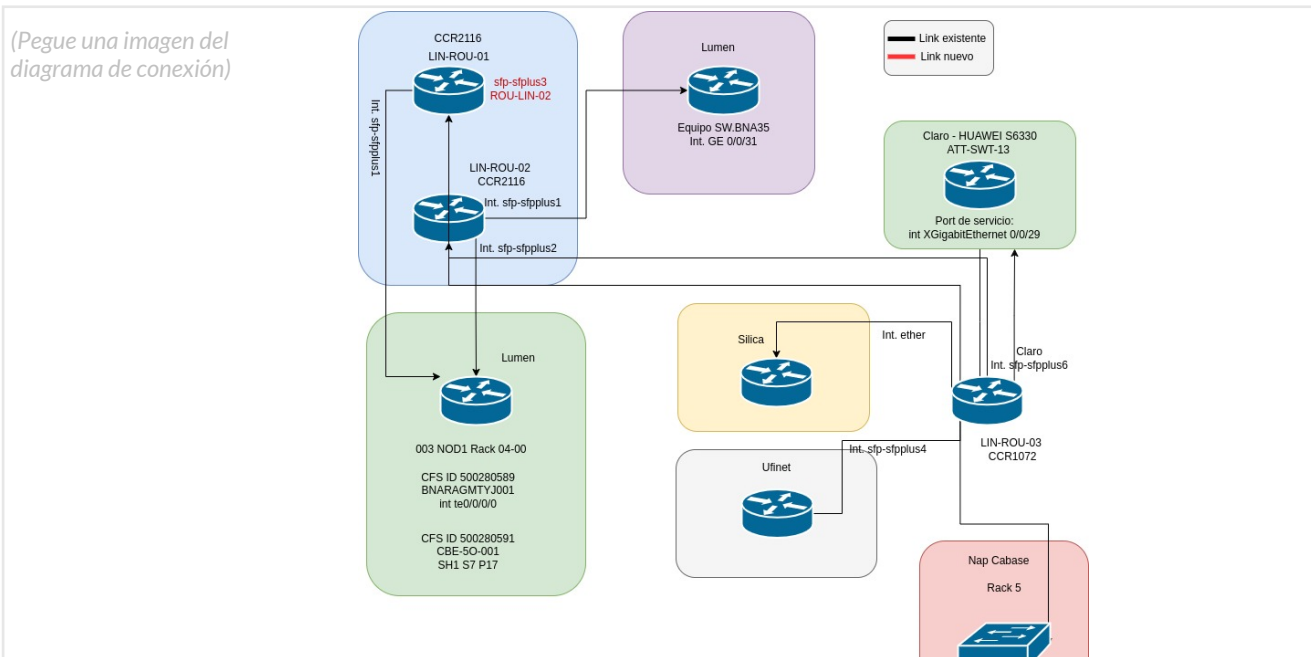 (Pegue una imagen del
diagrama de conexión)
CCR2116
LIN-ROU-01
sfp-sfplus3
ROU-LIN-02
Int. sfp-sfpplus1
LIN-ROU-02
CCR2116
Int. sfp-sfpplus1
Int. sfp-sfpplus2
Lumen
Equipo SW.BNA35
Int. GE 0/0/31
Link existente
Link nuevo
Claro - HUAWEI S6330
ATT-SWT-13
Port de servicio:
int XGigabitEthernet 0/0/29
Silica
Int. ether
Claro
Int. sfp-sfpplus6
LIN-ROU-03
CCR1072
Lumen
003 NOD1 Rack 04-00
CFS ID 500280589
BNARAGMTYJ001
int te0/0/0/0
CFS ID 500280591
CBE-5O-001
SH1 S7 P17
Int. sfp-sfpplus4
Ufinet
Nap Cabase
Rack 5